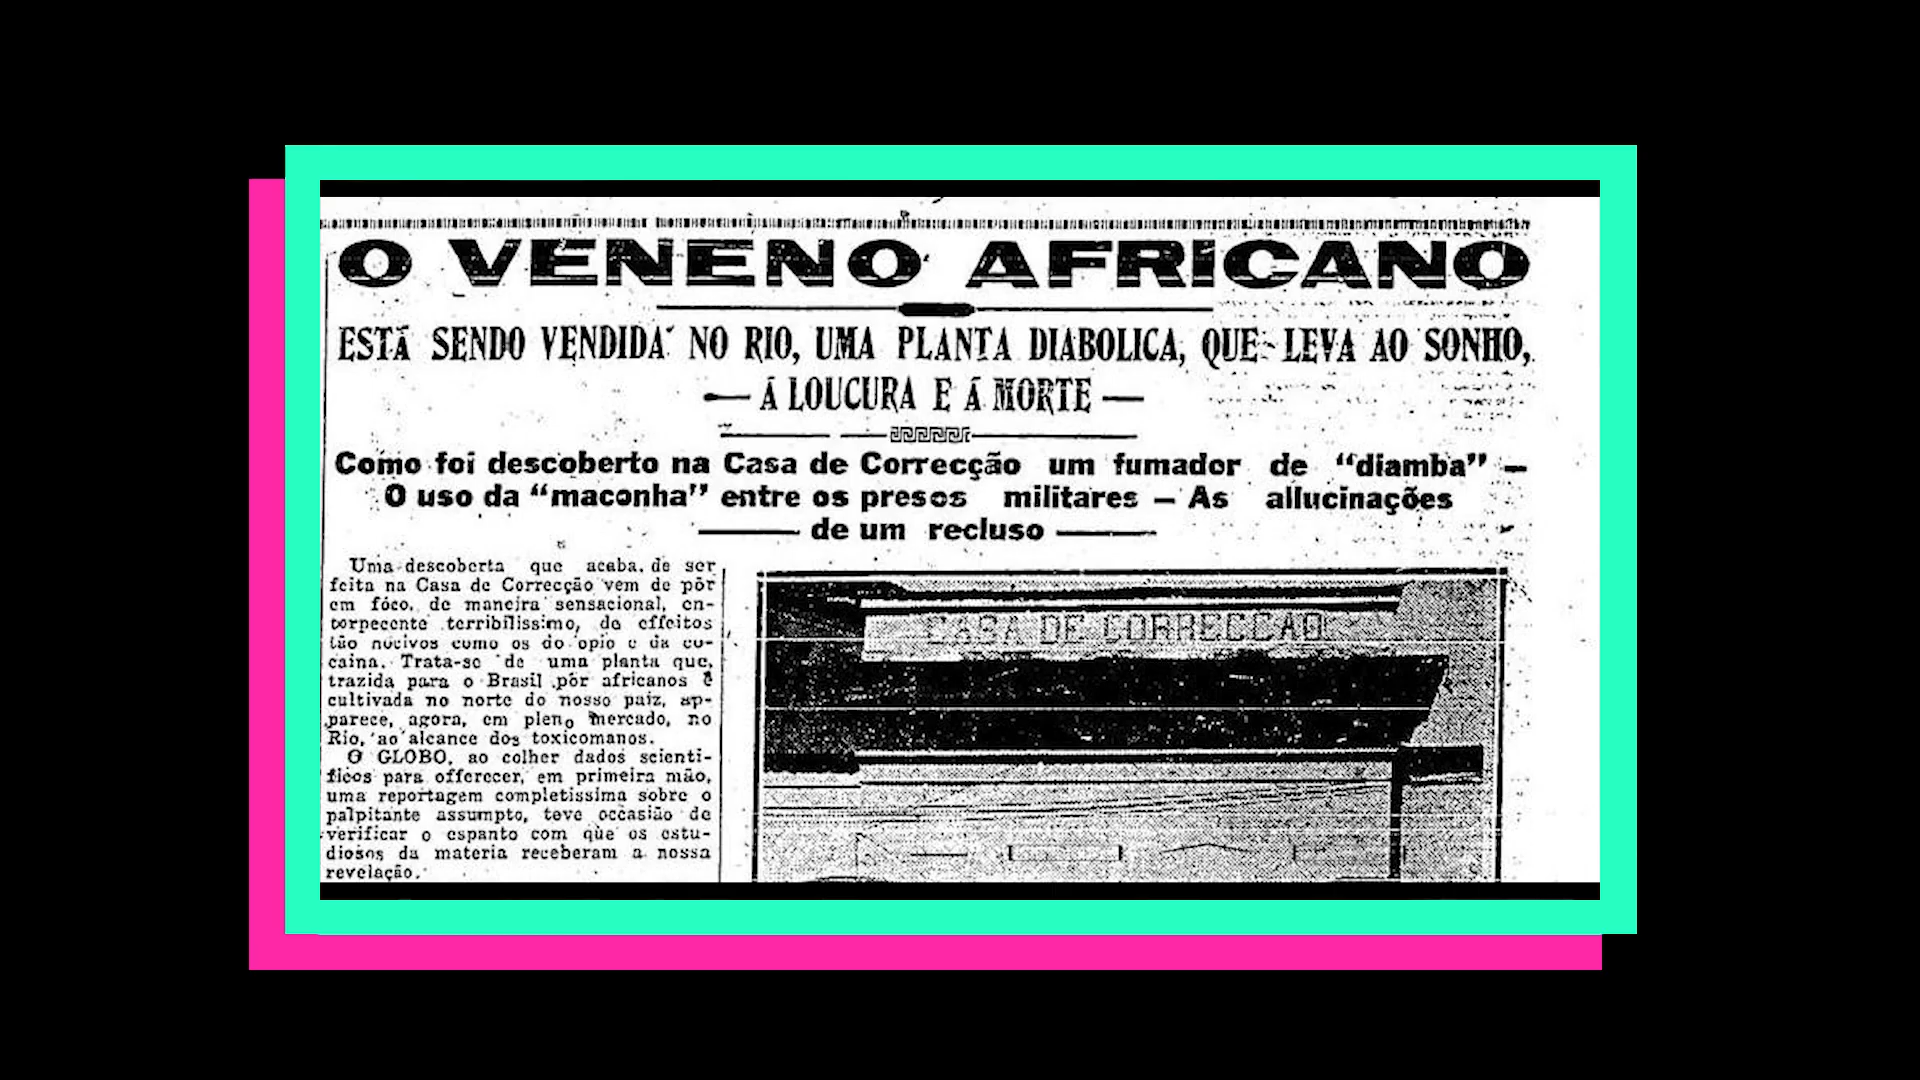 O VENENO AFRICANO
ESTÁ SENDO VENDIDA NO RIO, UMA PLANTA DIABOLICA, QUE LEVA AO SONHO,
— Á LOUCURA E Á MORTE —
Como foi descoberto na Casa de Correcção um fumador de “diamba” —
O uso da “maconha” entre os presos militares — As allucinações
de um recluso
Uma descoberta que acaba de ser
feita na Casa de Correcção vem de pôr
em fóco, de maneira sensacional, en-
torpecente terribilissimo, de effeitos
tão nocivos como os do opio e da co-
caina. Trata-se de uma planta que,
trazida para o Brasil por africanos e
cultivada no norte do nosso paiz, ap-
parece, agora, em pleno mercado, no
Rio, ao alcance dos toxicomanos.
O GLOBO, ao colher dados scienti-
ficos para offerecer, em primeira mão,
uma reportagem completissima sobre o
palpitante assumpto, teve occasião de
verificar o espanto com que os estu-
diosos da materia receberam a nossa
revelação.
CASA DE CORRECCAO